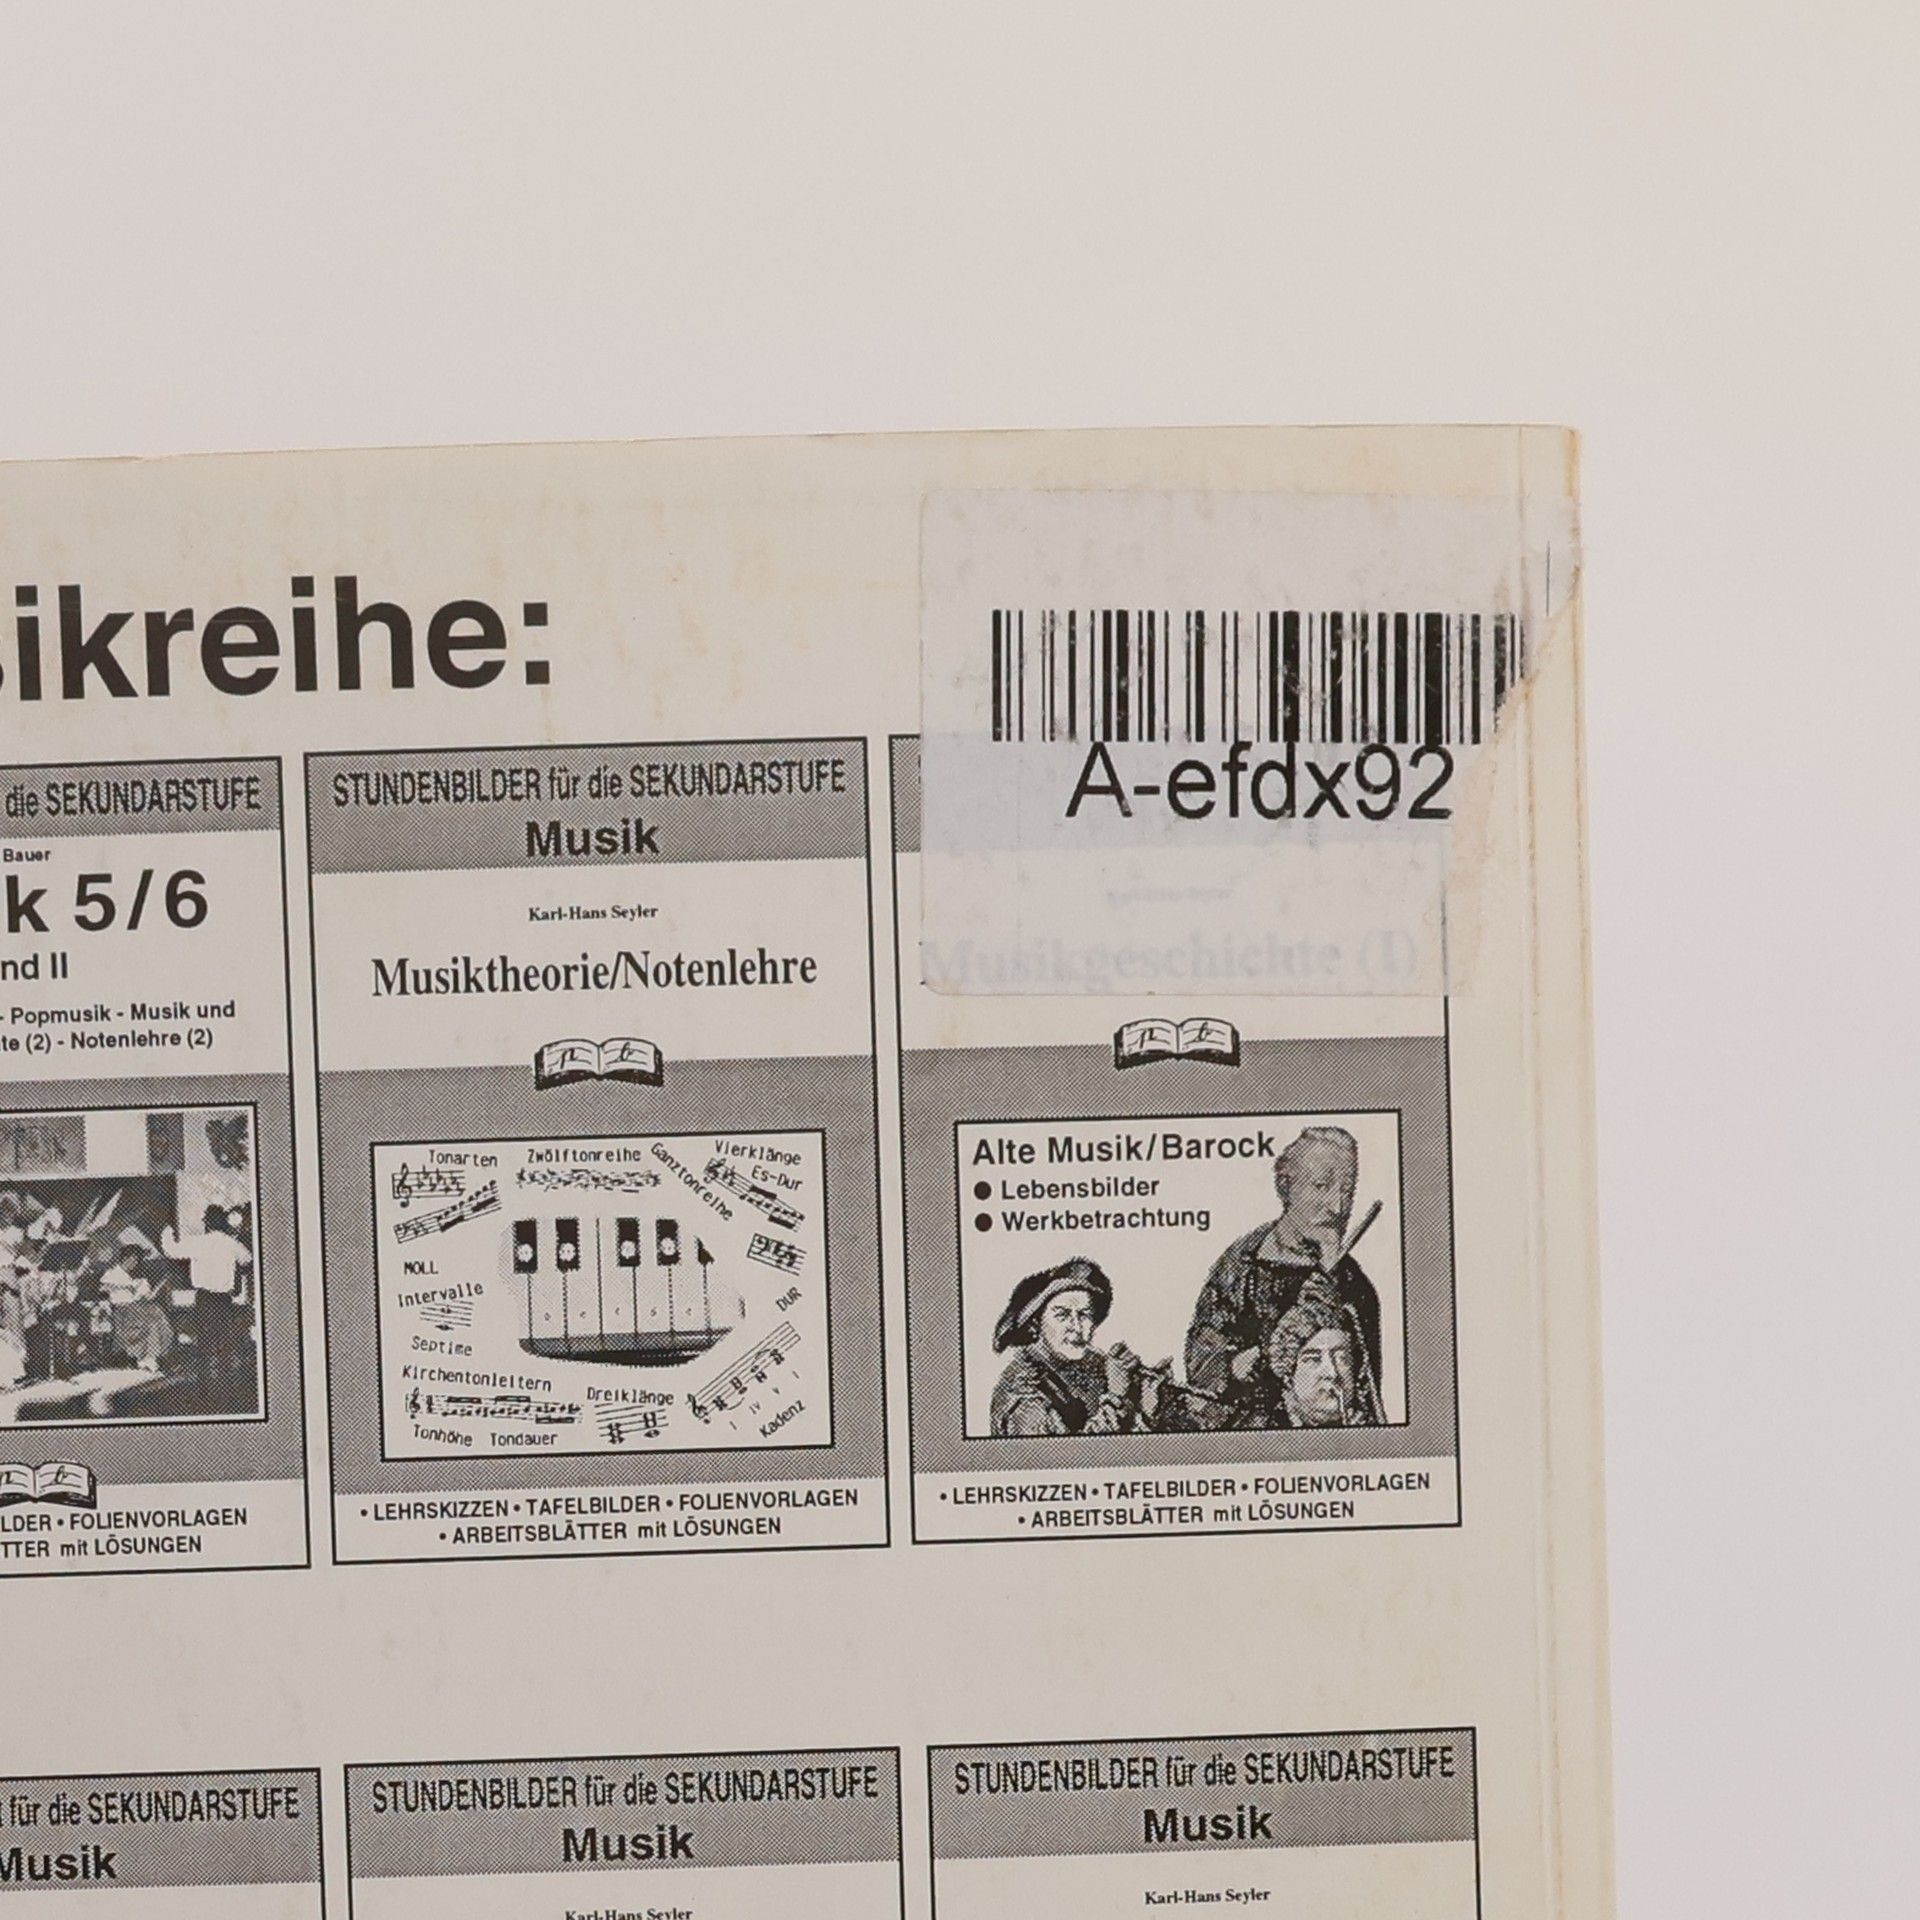 ikreihe:
A-efdx92
die SEKUNDARSTUFE
Bauer
k 5/6
nd II
- Popmusik - Musik und
te (2) - Notenlehre (2)
LDER • FOLIENVORLAGEN
TTER mit LÖSUNGEN
STUNDENBILDER für die SEKUNDARSTUFE
Musik
Karl-Hans Seyler
Musiktheorie/Notenlehre
Tonarten
Zwölftonreihe
Ganztonreihe
Vierklänge
Es-Dur
MOLL
Intervalle
DUR
Septime
Kirchentonleitern
Dreiklänge
I IV V I
Kadenz
Tonhöhe Tondauer
• LEHRSKIZZEN • TAFELBILDER • FOLIENVORLAGEN
• ARBEITSBLÄTTER mit LÖSUNGEN
Musikgeschichte (I)
Alte Musik/Barock
● Lebensbilder
● Werkbetrachtung
• LEHRSKIZZEN • TAFELBILDER • FOLIENVORLAGEN
• ARBEITSBLÄTTER mit LÖSUNGEN
für die SEKUNDARSTUFE
Musik
STUNDENBILDER für die SEKUNDARSTUFE
Musik
Karl-Hans Seyler
STUNDENBILDER für die SEKUNDARSTUFE
Musik
Karl-Hans Seyler